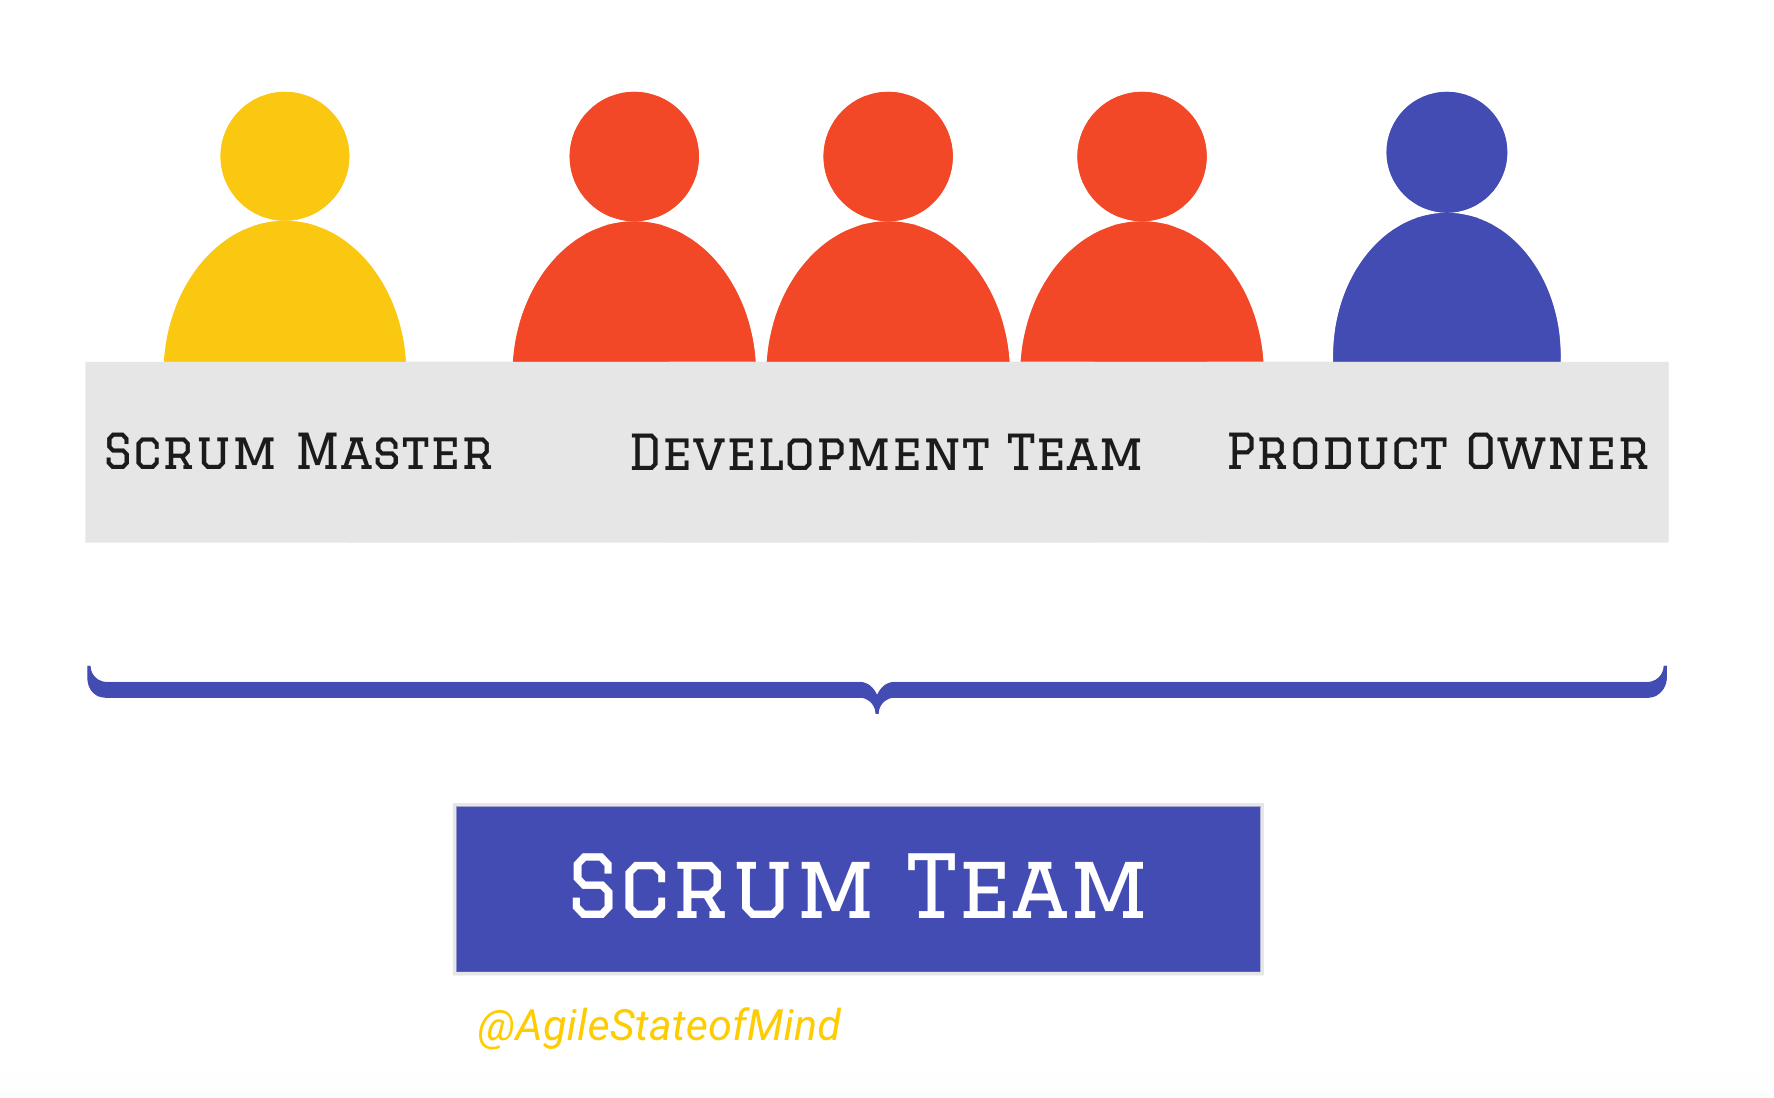 Scrum Master Development Team Product Owner
Scrum Team
@AgileStateofMind